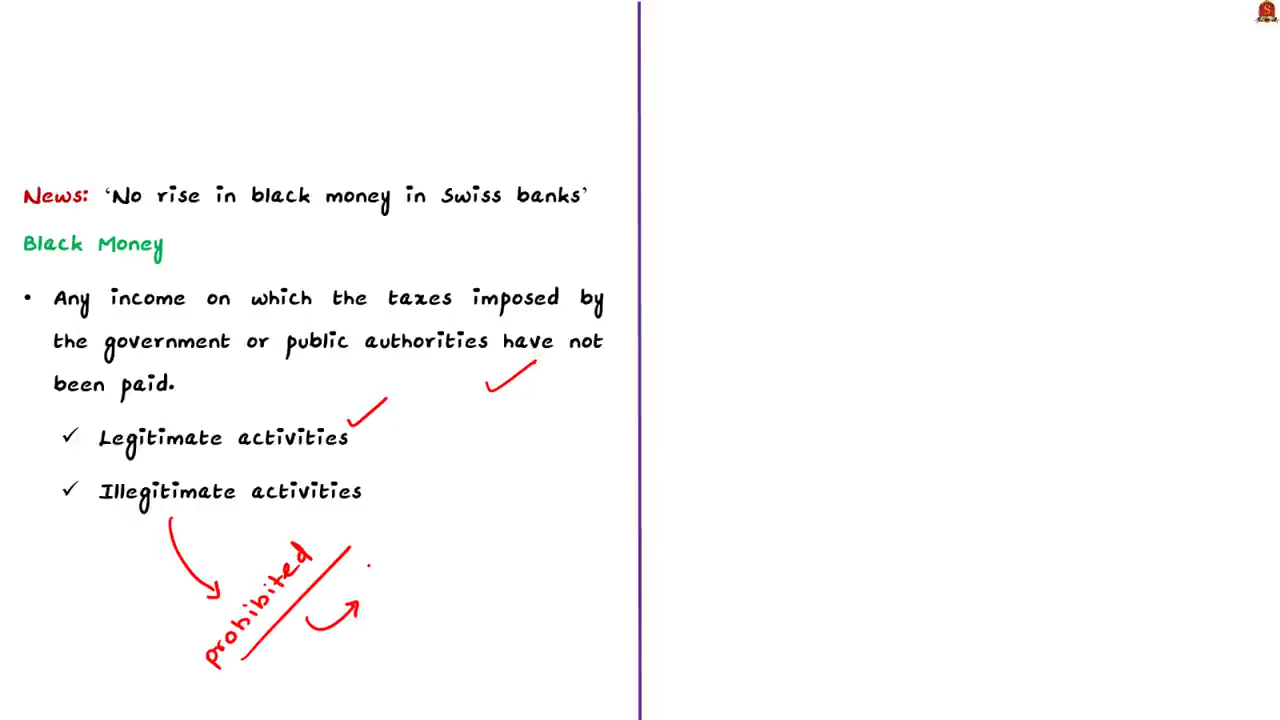 News: ‘No rise in black money in Swiss banks’
Black Money
• Any income on which the taxes imposed by
the government or public authorities have not
been paid.
✓ Legitimate activities
✓ Illegitimate activities
prohibited